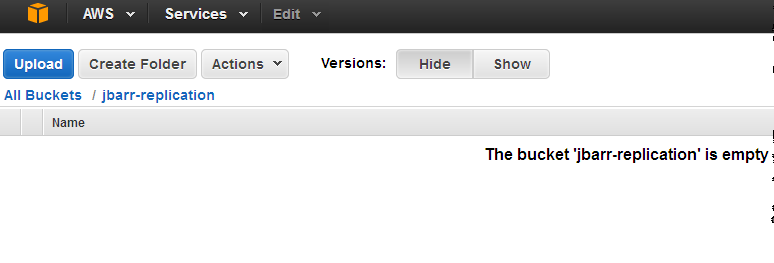 AWS Services Edit
Upload Create Folder Actions Versions: Hide Show
All Buckets / jbarr-replication
Name
The bucket 'jbarr-replication' is empty